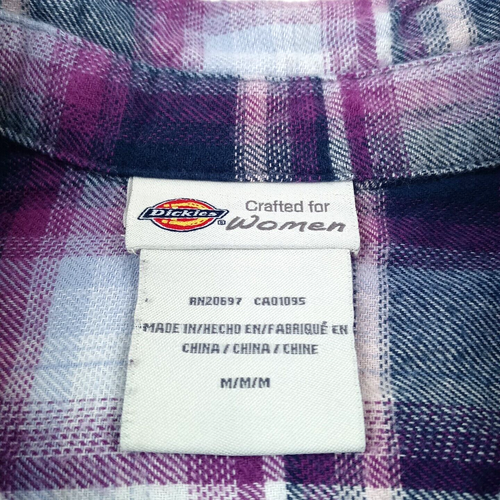 Dickies
Crafted for
Women
RN20697 CA01095
MADE IN/HECHO EN/FABRIQUÉ EN
CHINA / CHINA / CHINE
M/M/M